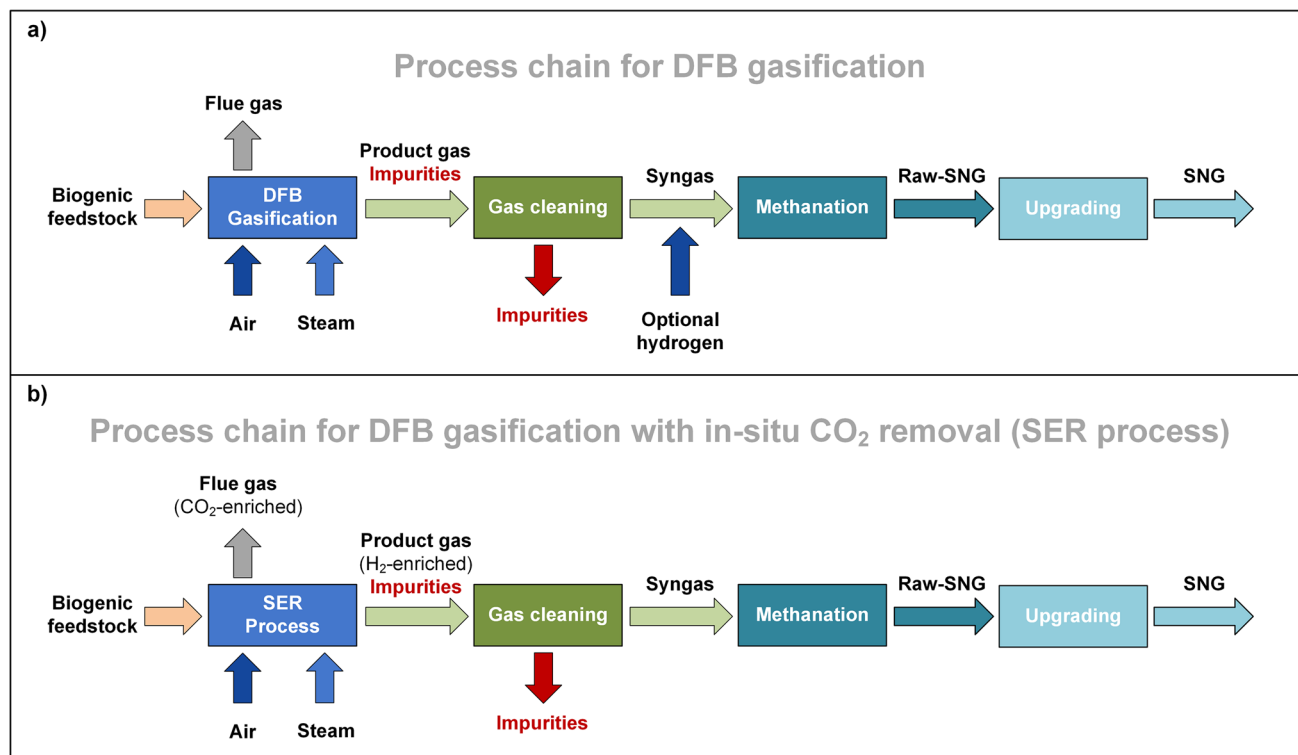 a)
Process chain for DFB gasification
Flue gas
Product gas
Impurities
Syngas
Raw-SNG
SNG
Biogenic
feedstock
DFB
Gasification
Gas cleaning
Methanation
Upgrading
Air
Steam
Impurities
Optional
hydrogen
b)
Process chain for DFB gasification with in-situ CO₂ removal (SER process)
Flue gas
(CO₂-enriched)
Product gas
(H₂-enriched)
Impurities
Syngas
Raw-SNG
SNG
Biogenic
feedstock
SER
Process
Gas cleaning
Methanation
Upgrading
Air
Steam
Impurities